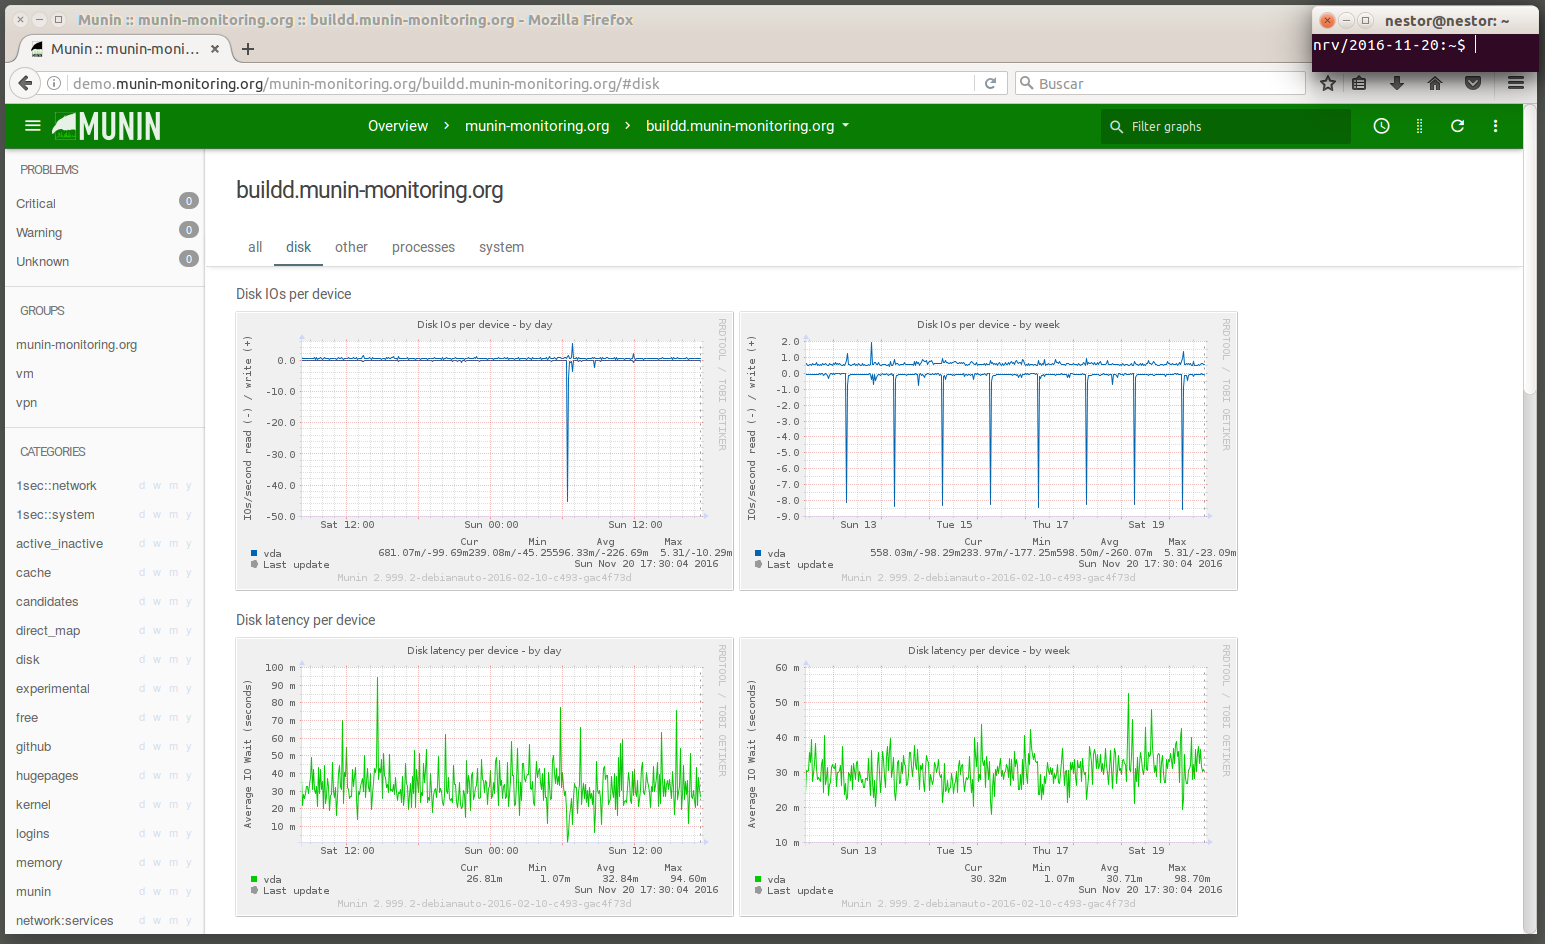 Munin :: munin-monitoring.org :: buildd.munin-monitoring.org - Mozilla Firefox
nestor@nestor: ~
nrv/2016-11-20:~$
Munin :: munin-moni...
demo.munin-monitoring.org/munin-monitoring.org/buildd.munin-monitoring.org/#disk
Buscar
MUNIN
Overview › munin-monitoring.org › buildd.munin-monitoring.org
Filter graphs
PROBLEMS
Critical 0
Warning 0
Unknown 0
GROUPS
munin-monitoring.org
vm
vpn
CATEGORIES
1sec::network d w m y
1sec::system d w m y
active_inactive d w m y
cache d w m y
candidates d w m y
direct_map d w m y
disk d w m y
experimental d w m y
free d w m y
github d w m y
hugepages d w m y
kernel d w m y
logins d w m y
memory d w m y
munin d w m y
network:services d w m y
buildd.munin-monitoring.org
all disk other processes system
Disk IOs per device
Disk IOs per device - by day
RRDTOOL / TOBI OETIKER
IOs/second read (-) / write (+)
0.0
-10.0
-20.0
-30.0
-40.0
-50.0
Sat 12:00 Sun 00:00 Sun 12:00
Cur Min Avg Max
vda 681.07m/-99.69m239.08m/-45.25596.33m/-226.69m 5.31/-10.29m
Last update Sun Nov 20 17:30:04 2016
Munin 2.999.2-debianauto-2016-02-10-c493-gac4f73d
Disk IOs per device - by week
RRDTOOL / TOBI OETIKER
IOs/second read (-) / write (+)
2.0
1.0
0.0
-1.0
-2.0
-3.0
-4.0
-5.0
-6.0
-7.0
-8.0
-9.0
Sun 13 Tue 15 Thu 17 Sat 19
Cur Min Avg Max
vda 558.03m/-98.29m233.97m/-177.25m598.50m/-260.07m 5.31/-23.09m
Last update Sun Nov 20 17:30:04 2016
Munin 2.999.2-debianauto-2016-02-10-c493-gac4f73d
Disk latency per device
Disk latency per device - by day
RRDTOOL / TOBI OETIKER
Average IO Wait (seconds)
100 m
90 m
80 m
70 m
60 m
50 m
40 m
30 m
20 m
10 m
Sat 12:00 Sun 00:00 Sun 12:00
Cur Min Avg Max
vda 26.81m 1.07m 32.84m 94.60m
Last update Sun Nov 20 17:30:04 2016
Munin 2.999.2-debianauto-2016-02-10-c493-gac4f73d
Disk latency per device - by week
RRDTOOL / TOBI OETIKER
Average IO Wait (seconds)
60 m
50 m
40 m
30 m
20 m
10 m
Sun 13 Tue 15 Thu 17 Sat 19
Cur Min Avg Max
vda 30.32m 1.07m 30.71m 98.70m
Last update Sun Nov 20 17:30:04 2016
Munin 2.999.2-debianauto-2016-02-10-c493-gac4f73d